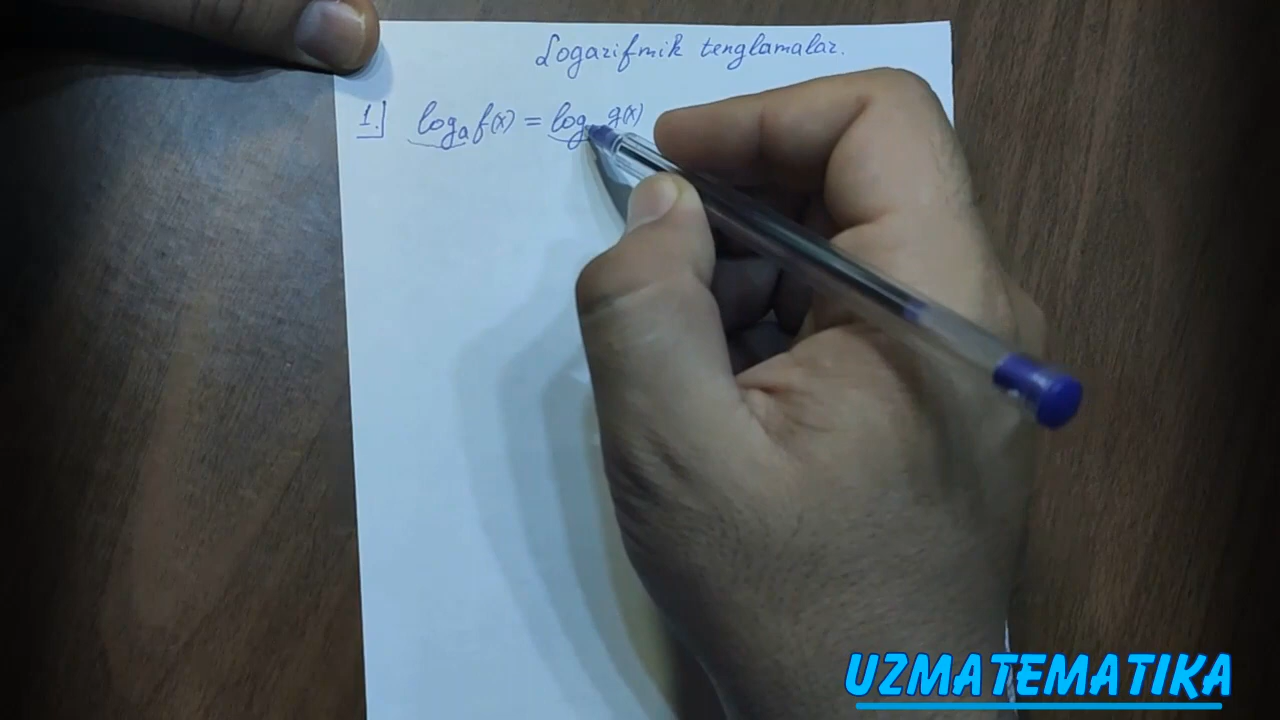 Logarifmik tenglamalar.
1.] logₐf(x) = log g(x)
UZMATEMATIKA